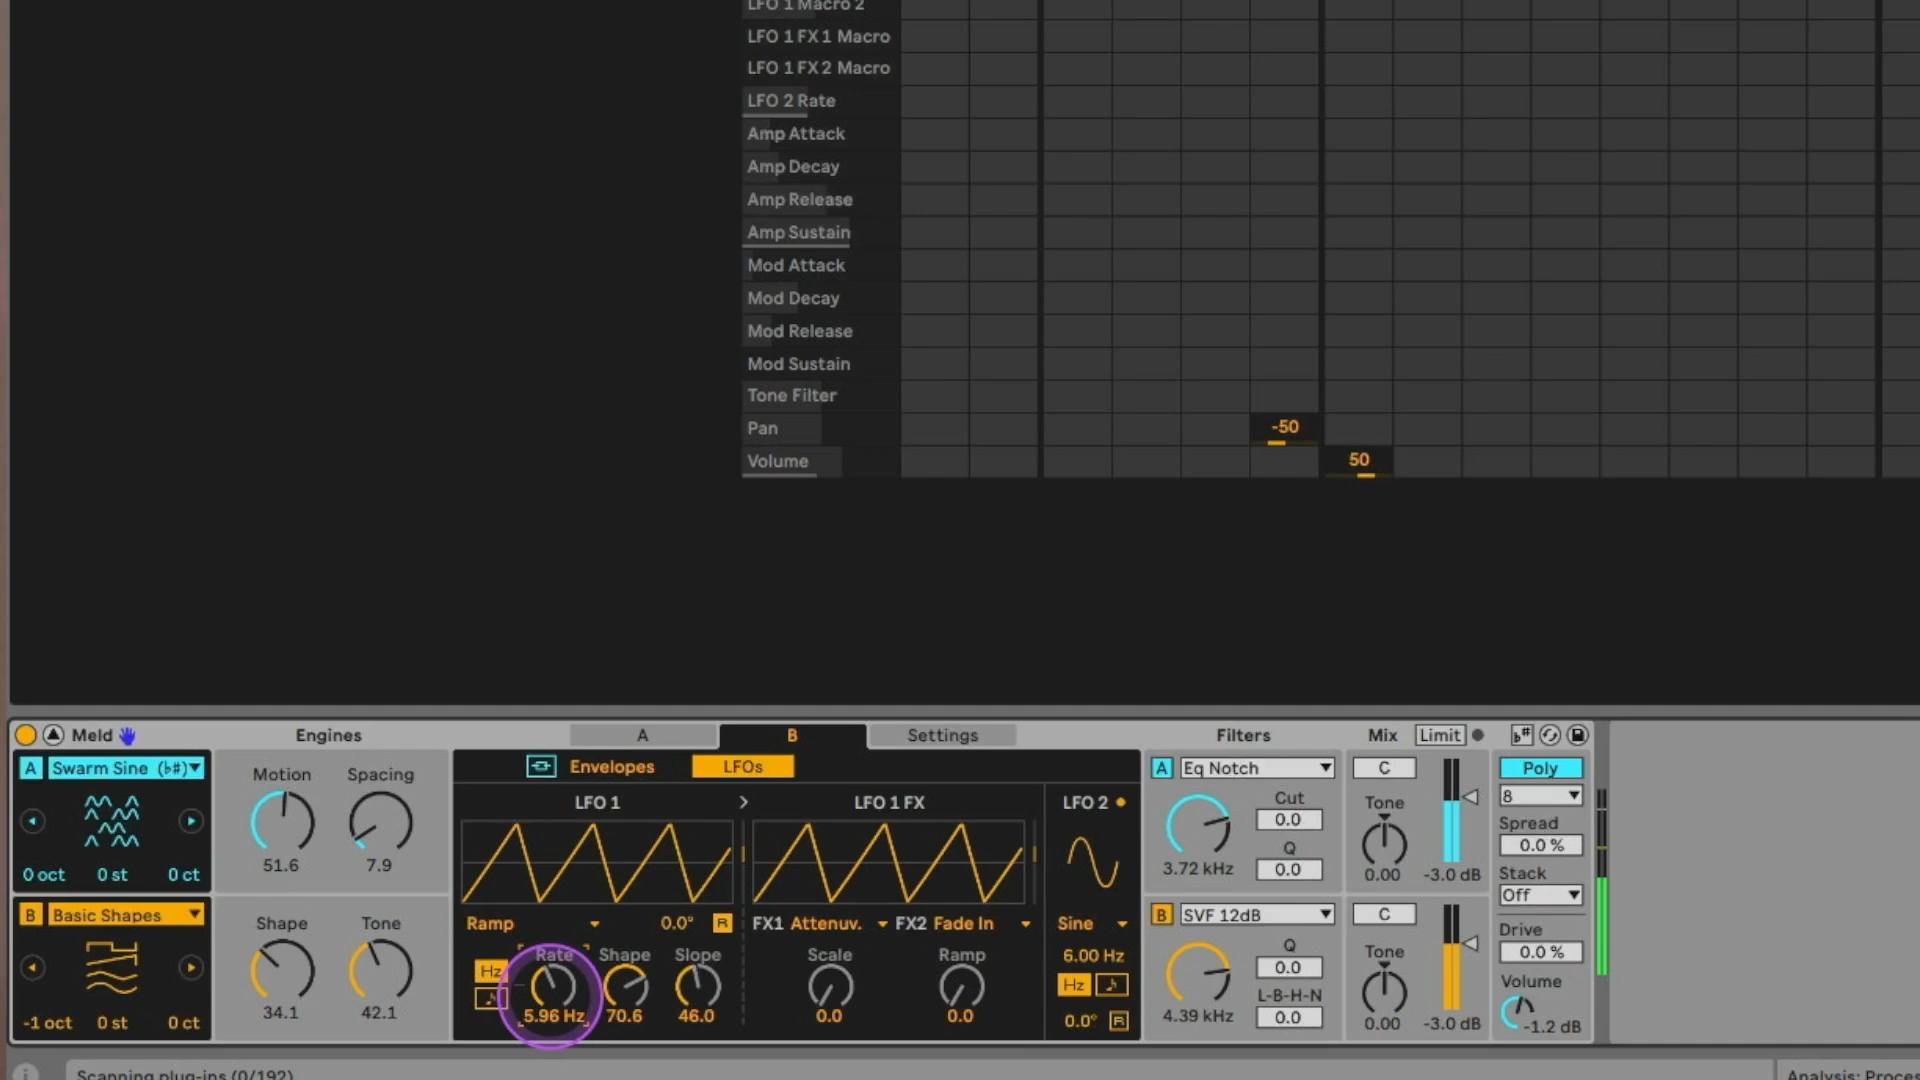 LFO 1 Macro 2
LFO 1 FX 1 Macro
LFO 1 FX 2 Macro
LFO 2 Rate
Amp Attack
Amp Decay
Amp Release
Amp Sustain
Mod Attack
Mod Decay
Mod Release
Mod Sustain
Tone Filter
Pan -50
Volume 50
Meld Engines A B Settings Filters Mix Limit b#
A Swarm Sine (b#)
Motion Spacing
51.6 7.9
0 oct 0 st 0 ct
B Basic Shapes
Shape Tone
34.1 42.1
-1 oct 0 st 0 ct
Envelopes LFOs
LFO 1 > LFO 1 FX LFO 2
Ramp 0.0° R FX1 Attenuv. FX2 Fade In Sine
Hz Rate Shape Slope Scale Ramp 6.00 Hz
Hz
5.96 Hz 70.6 46.0 0.0 0.0 0.0° R
A Eq Notch
Cut
0.0
Q
0.0
3.72 kHz
B SVF 12dB
Q
0.0
L-B-H-N
0.0
4.39 kHz
C
Tone
0.00 -3.0 dB
C
Tone
0.00 -3.0 dB
Poly
8
Spread
0.0 %
Stack
Off
Drive
0.0 %
Volume
-1.2 dB
Scanning plug-ins (0/192)
Analysis: Proces